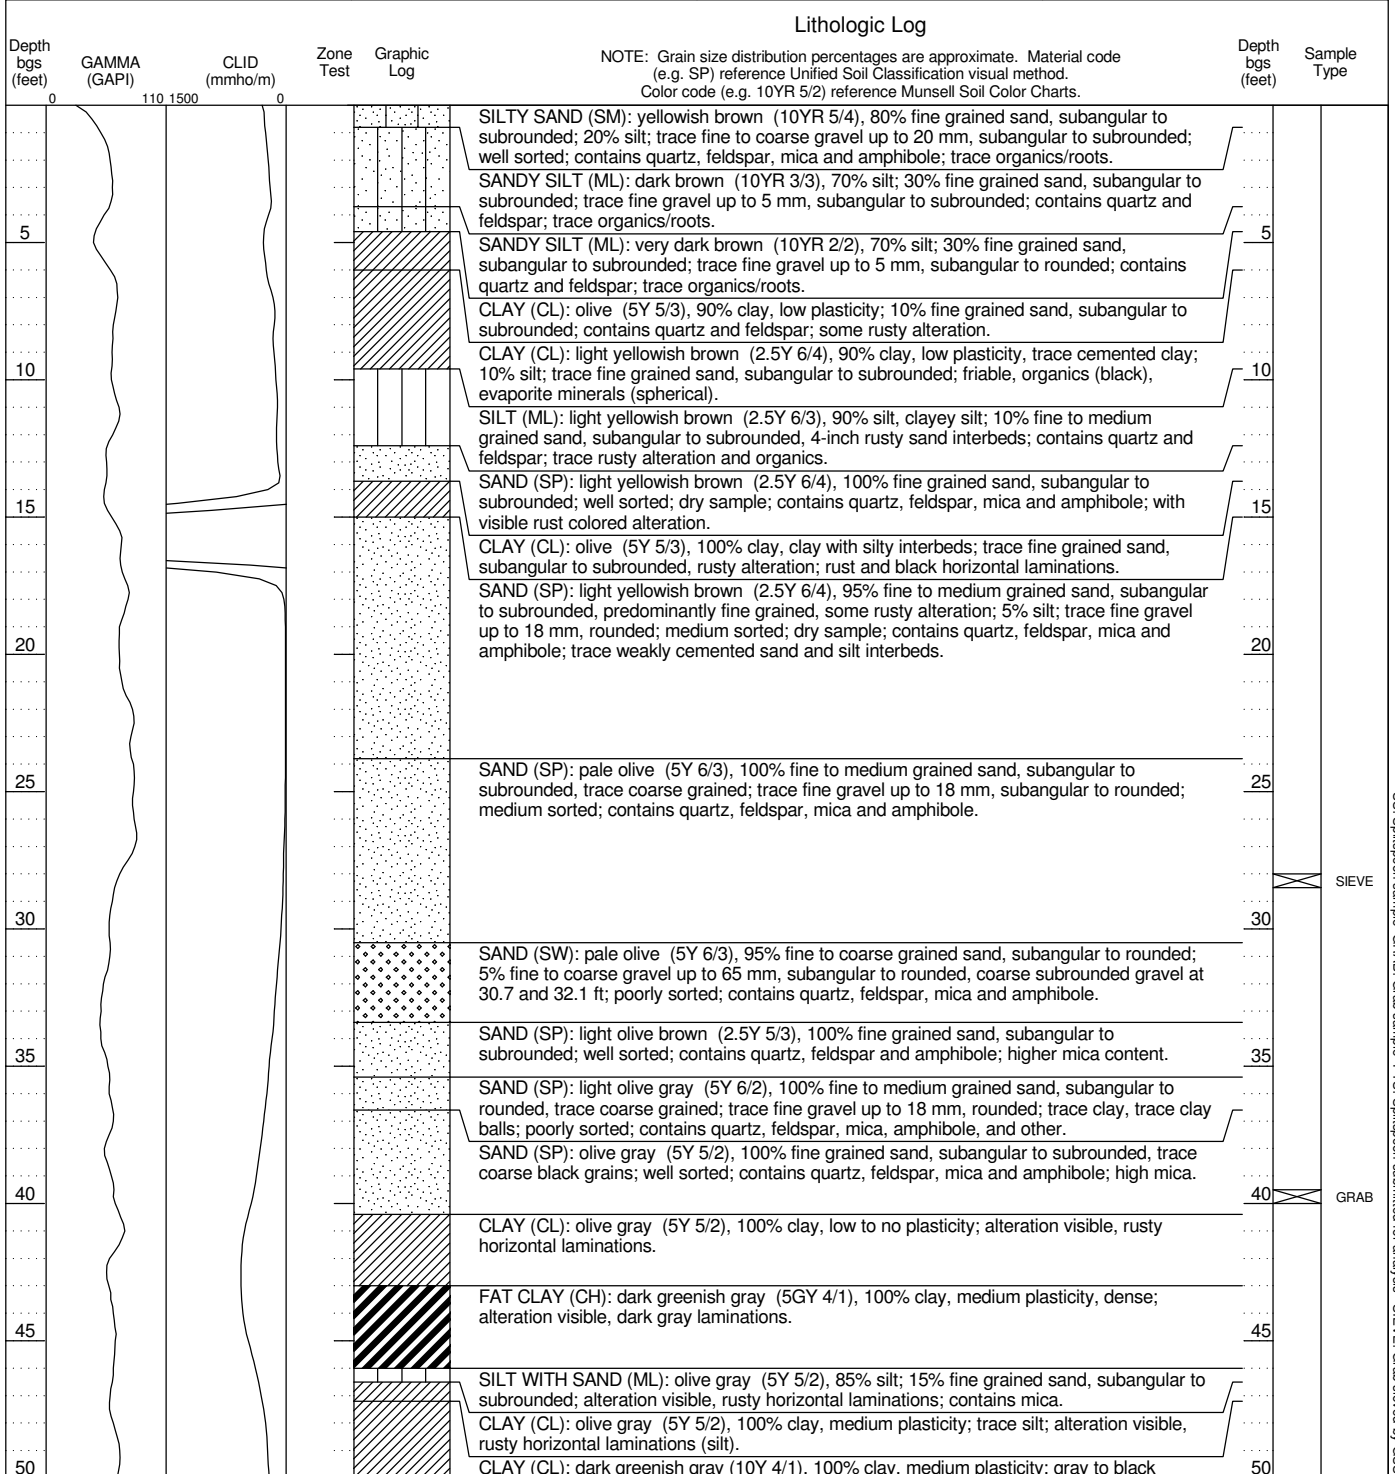 Lithologic Log
Depth
bgs
(feet)
GAMMA
(GAPI)
CLID
(mmho/m)
Zone
Test
Graphic
Log
NOTE: Grain size distribution percentages are approximate. Material code
(e.g. SP) reference Unified Soil Classification visual method.
Color code (e.g. 10YR 5/2) reference Munsell Soil Color Charts.
Depth
bgs
(feet)
Sample
Type
0 110 1500 0
SILTY SAND (SM): yellowish brown (10YR 5/4), 80% fine grained sand, subangular to
subrounded; 20% silt; trace fine to coarse gravel up to 20 mm, subangular to subrounded;
well sorted; contains quartz, feldspar, mica and amphibole; trace organics/roots.
SANDY SILT (ML): dark brown (10YR 3/3), 70% silt; 30% fine grained sand, subangular to
subrounded; trace fine gravel up to 5 mm, subangular to subrounded; contains quartz and
feldspar; trace organics/roots.
5 5
SANDY SILT (ML): very dark brown (10YR 2/2), 70% silt; 30% fine grained sand,
subangular to subrounded; trace fine gravel up to 5 mm, subangular to rounded; contains
quartz and feldspar; trace organics/roots.
CLAY (CL): olive (5Y 5/3), 90% clay, low plasticity; 10% fine grained sand, subangular to
subrounded; contains quartz and feldspar; some rusty alteration.
CLAY (CL): light yellowish brown (2.5Y 6/4), 90% clay, low plasticity, trace cemented clay;
10% silt; trace fine grained sand, subangular to subrounded; friable, organics (black),
evaporite minerals (spherical).
10 10
SILT (ML): light yellowish brown (2.5Y 6/3), 90% silt, clayey silt; 10% fine to medium
grained sand, subangular to subrounded, 4-inch rusty sand interbeds; contains quartz and
feldspar; trace rusty alteration and organics.
SAND (SP): light yellowish brown (2.5Y 6/4), 100% fine grained sand, subangular to
subrounded; well sorted; dry sample; contains quartz, feldspar, mica and amphibole; with
visible rust colored alteration.
15 15
CLAY (CL): olive (5Y 5/3), 100% clay, clay with silty interbeds; trace fine grained sand,
subangular to subrounded, rusty alteration; rust and black horizontal laminations.
SAND (SP): light yellowish brown (2.5Y 6/4), 95% fine to medium grained sand, subangular
to subrounded, predominantly fine grained, some rusty alteration; 5% silt; trace fine gravel
up to 18 mm, rounded; medium sorted; dry sample; contains quartz, feldspar, mica and
amphibole; trace weakly cemented sand and silt interbeds.
20 20
SAND (SP): pale olive (5Y 6/3), 100% fine to medium grained sand, subangular to
subrounded, trace coarse grained; trace fine gravel up to 18 mm, subangular to rounded;
medium sorted; contains quartz, feldspar, mica and amphibole.
25 25
SIEVE
30 30
SAND (SW): pale olive (5Y 6/3), 95% fine to coarse grained sand, subangular to rounded;
5% fine to coarse gravel up to 65 mm, subangular to rounded, coarse subrounded gravel at
30.7 and 32.1 ft; poorly sorted; contains quartz, feldspar, mica and amphibole.
SAND (SP): light olive brown (2.5Y 5/3), 100% fine grained sand, subangular to
subrounded; well sorted; contains quartz, feldspar and amphibole; higher mica content.
35 35
SAND (SP): light olive gray (5Y 6/2), 100% fine to medium grained sand, subangular to
rounded, trace coarse grained; trace fine gravel up to 18 mm, rounded; trace clay, trace clay
balls; poorly sorted; contains quartz, feldspar, mica, amphibole, and other.
SAND (SP): olive gray (5Y 5/2), 100% fine grained sand, subangular to subrounded, trace
coarse black grains; well sorted; contains quartz, feldspar, mica and amphibole; high mica.
40 40 GRAB
CLAY (CL): olive gray (5Y 5/2), 100% clay, low to no plasticity; alteration visible, rusty
horizontal laminations.
FAT CLAY (CH): dark greenish gray (5GY 4/1), 100% clay, medium plasticity, dense;
alteration visible, dark gray laminations.
45 45
SILT WITH SAND (ML): olive gray (5Y 5/2), 85% silt; 15% fine grained sand, subangular to
subrounded; alteration visible, rusty horizontal laminations; contains mica.
CLAY (CL): olive gray (5Y 5/2), 100% clay, medium plasticity; trace silt; alteration visible,
rusty horizontal laminations (silt).
50 50
CLAY (CL): dark greenish gray (10Y 4/1), 100% clay, medium plasticity; gray to black